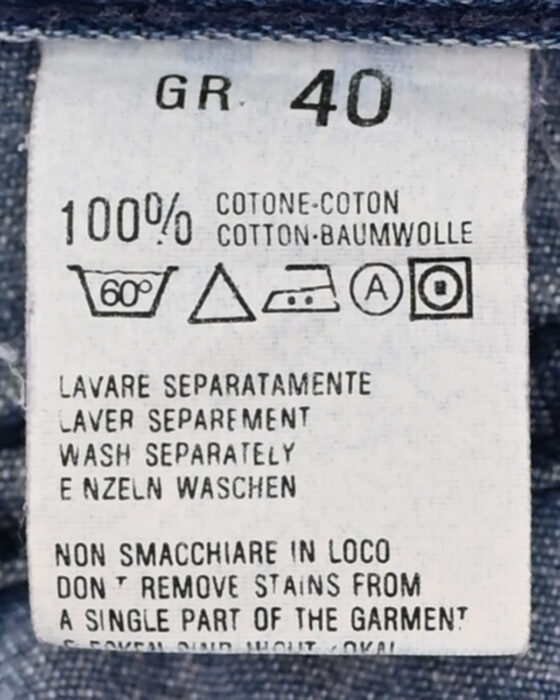 GR. 40
100% COTONE-COTON
COTTON-BAUMWOLLE
60° A
LAVARE SEPARATAMENTE
LAVER SEPAREMENT
WASH SEPARATELY
E NZELN WASCHEN
NON SMACCHIARE IN LOCO
DON'T REMOVE STAINS FROM
A SINGLE PART OF THE GARMENT